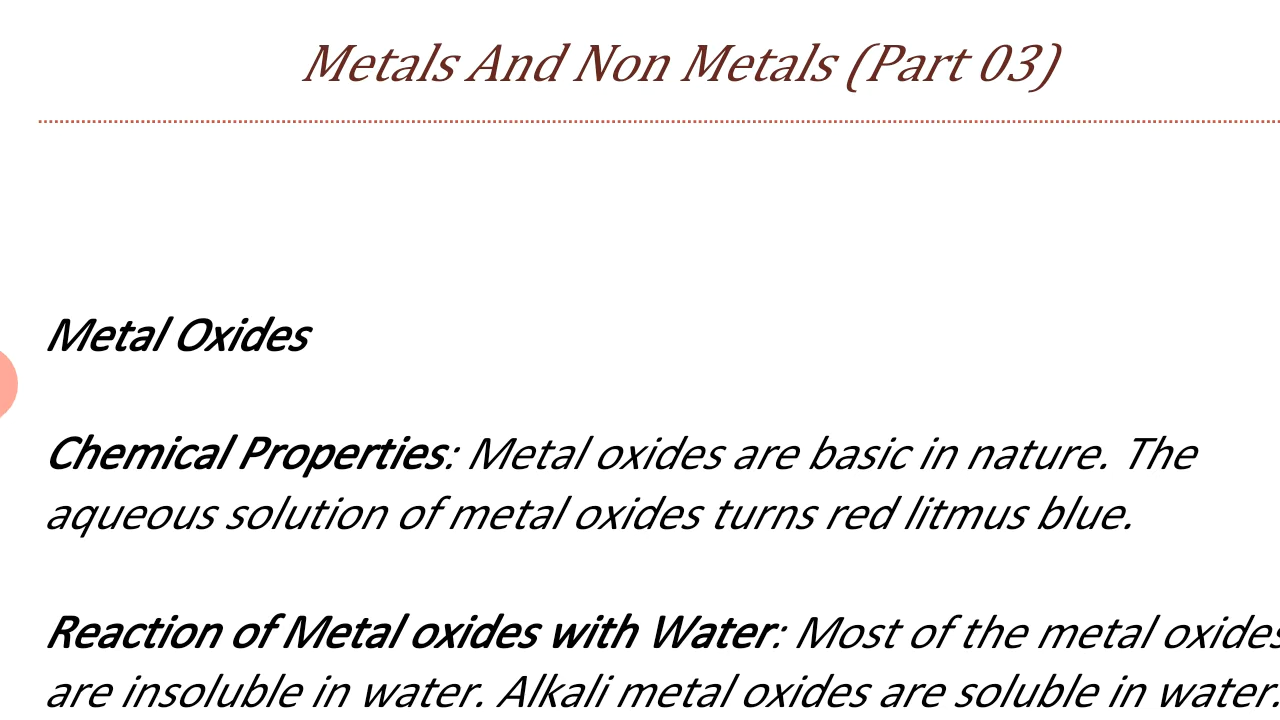 Metals And Non Metals (Part 03)
Metal Oxides
Chemical Properties: Metal oxides are basic in nature. The
aqueous solution of metal oxides turns red litmus blue.
Reaction of Metal oxides with Water: Most of the metal oxides
are insoluble in water. Alkali metal oxides are soluble in water.